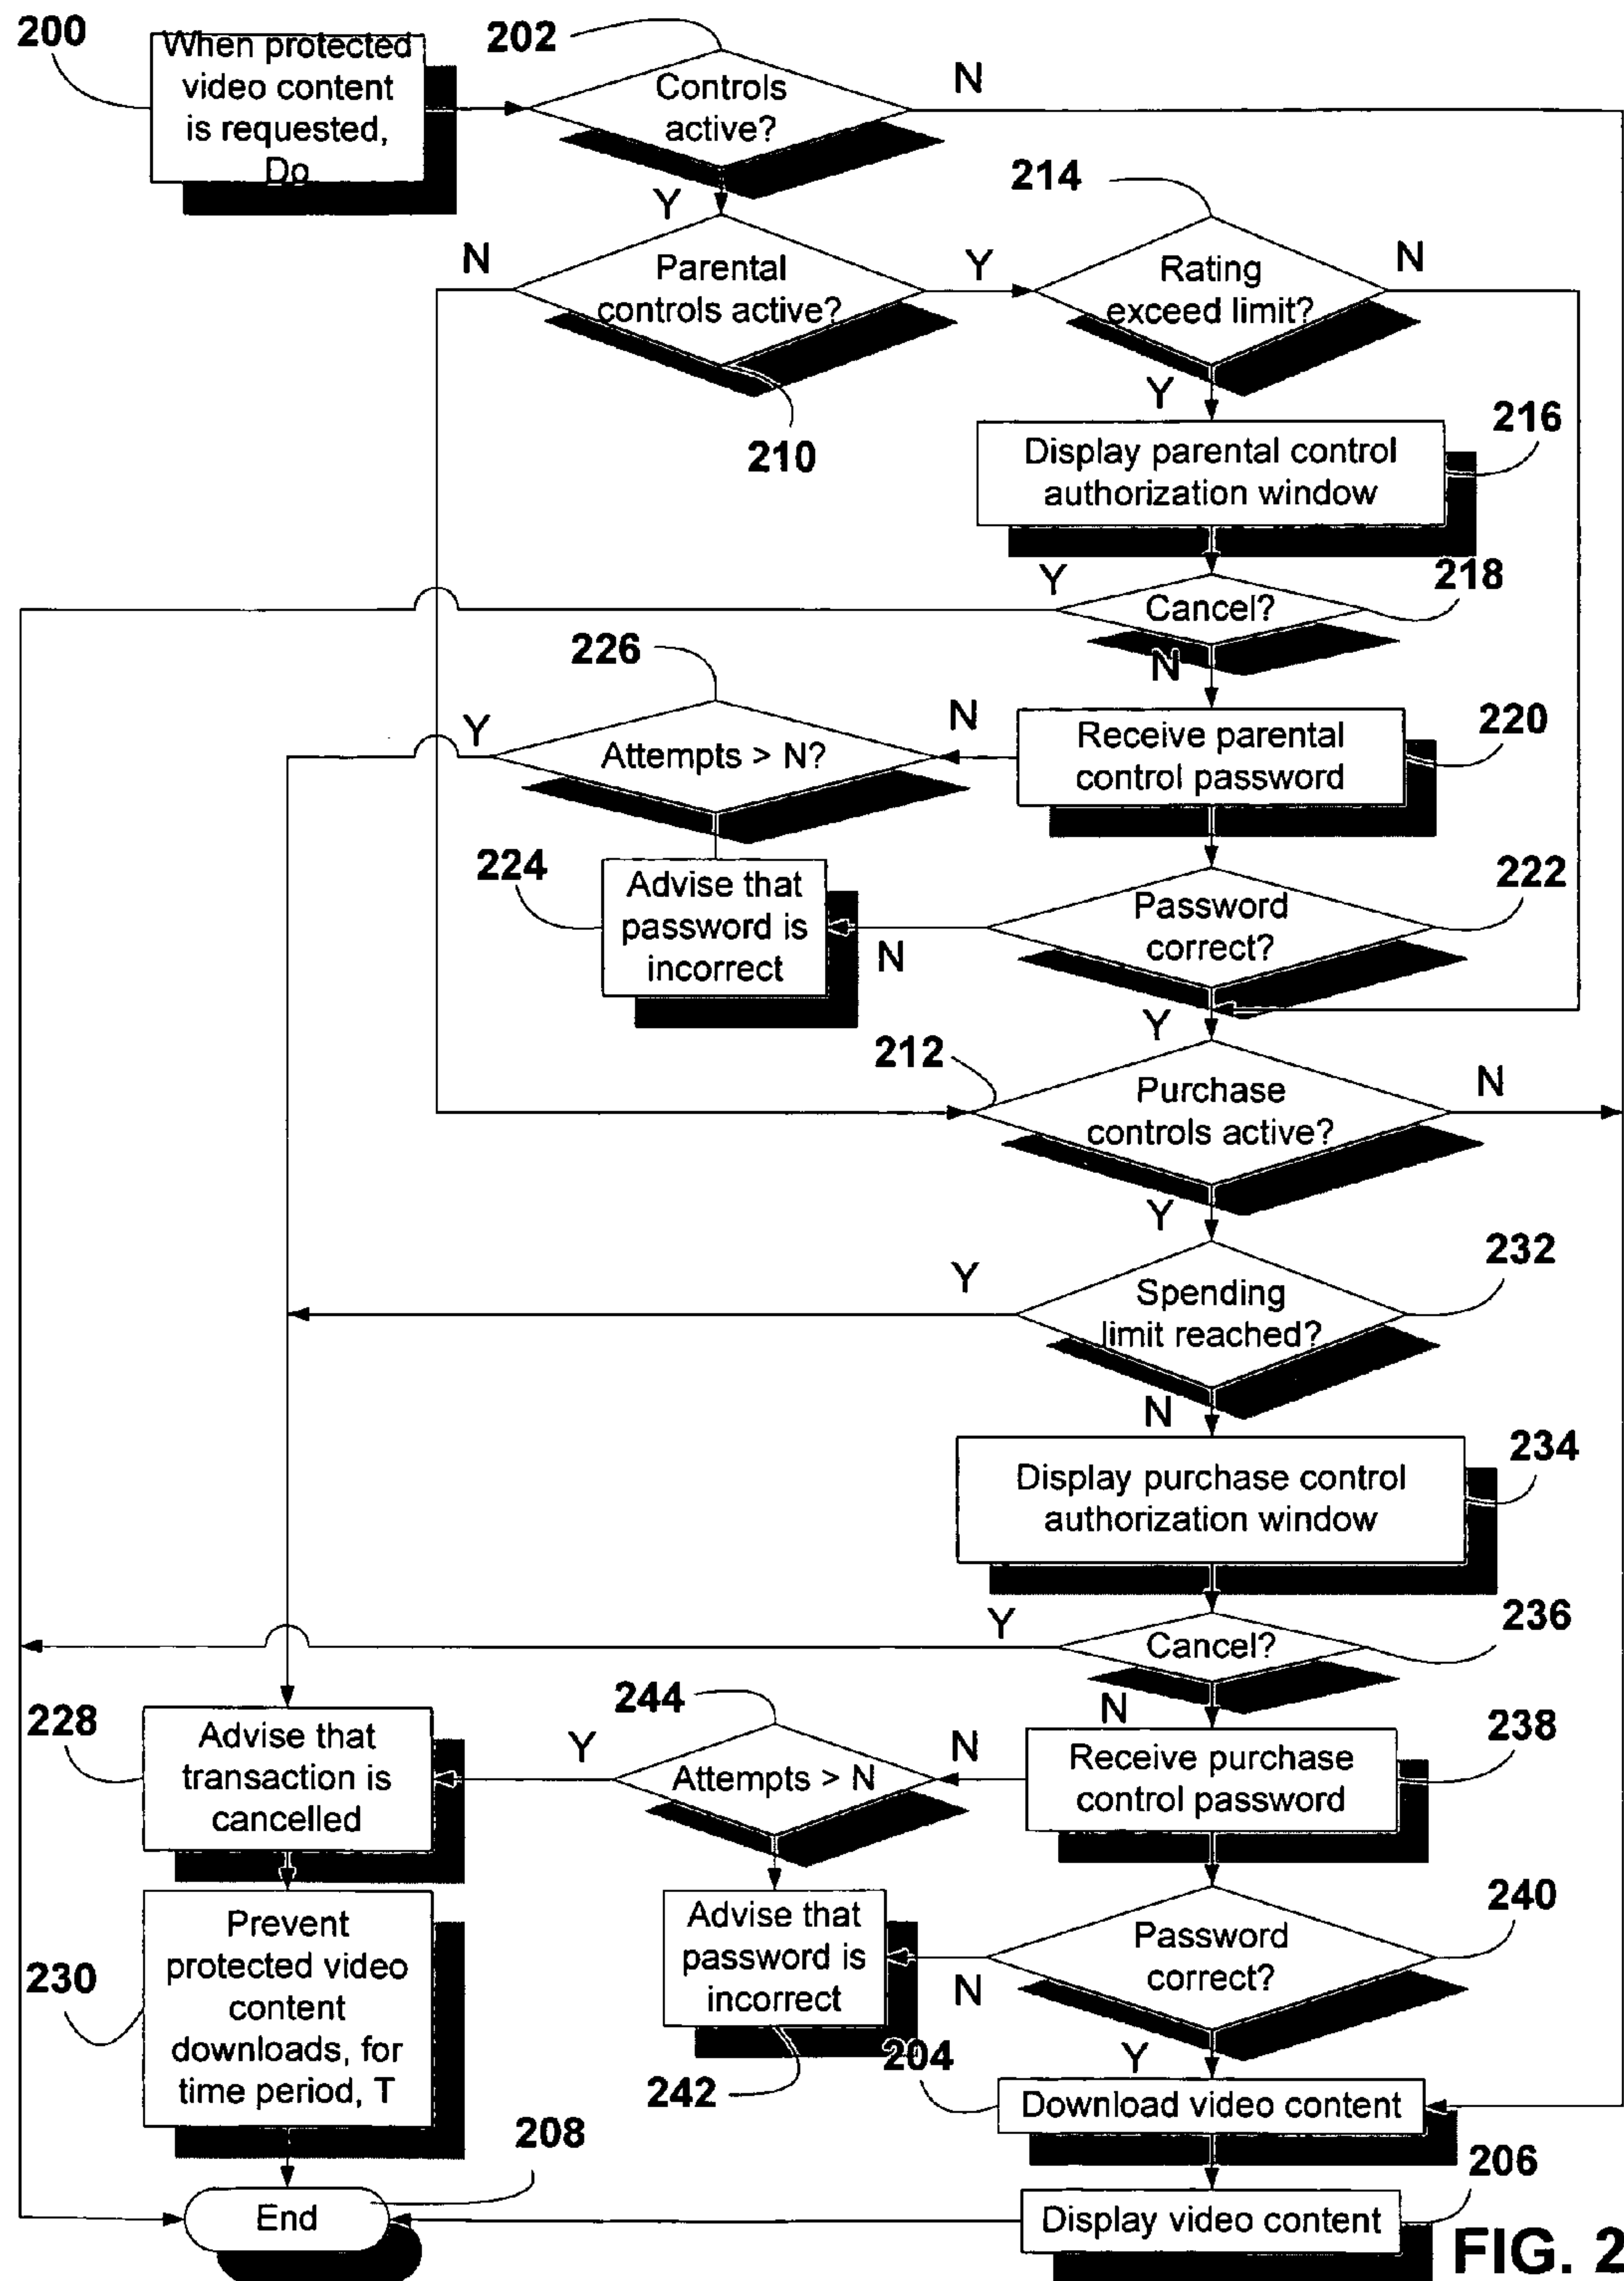 200
When protected
video content
is requested,
Do
202
Controls
active?
N
Y
214
N
Parental
controls active?
Y
Rating
exceed limit?
N
210
Y
216
Display parental control
authorization window
Y
218
Cancel?
N
226
Y
Attempts > N?
N
220
Receive parental
control password
224
Advise that
password is
incorrect
N
222
Password
correct?
Y
212
Purchase
controls active?
N
Y
232
Y
Spending
limit reached?
N
234
Display purchase control
authorization window
Y
236
Cancel?
N
228
Advise that
transaction is
cancelled
244
Y
Attempts > N
N
238
Receive purchase
control password
230
Prevent
protected video
content
downloads, for
time period, T
Advise that
password is
incorrect
242
N
240
Password
correct?
Y
204
Download video content
208
End
206
Display video content
FIG. 2